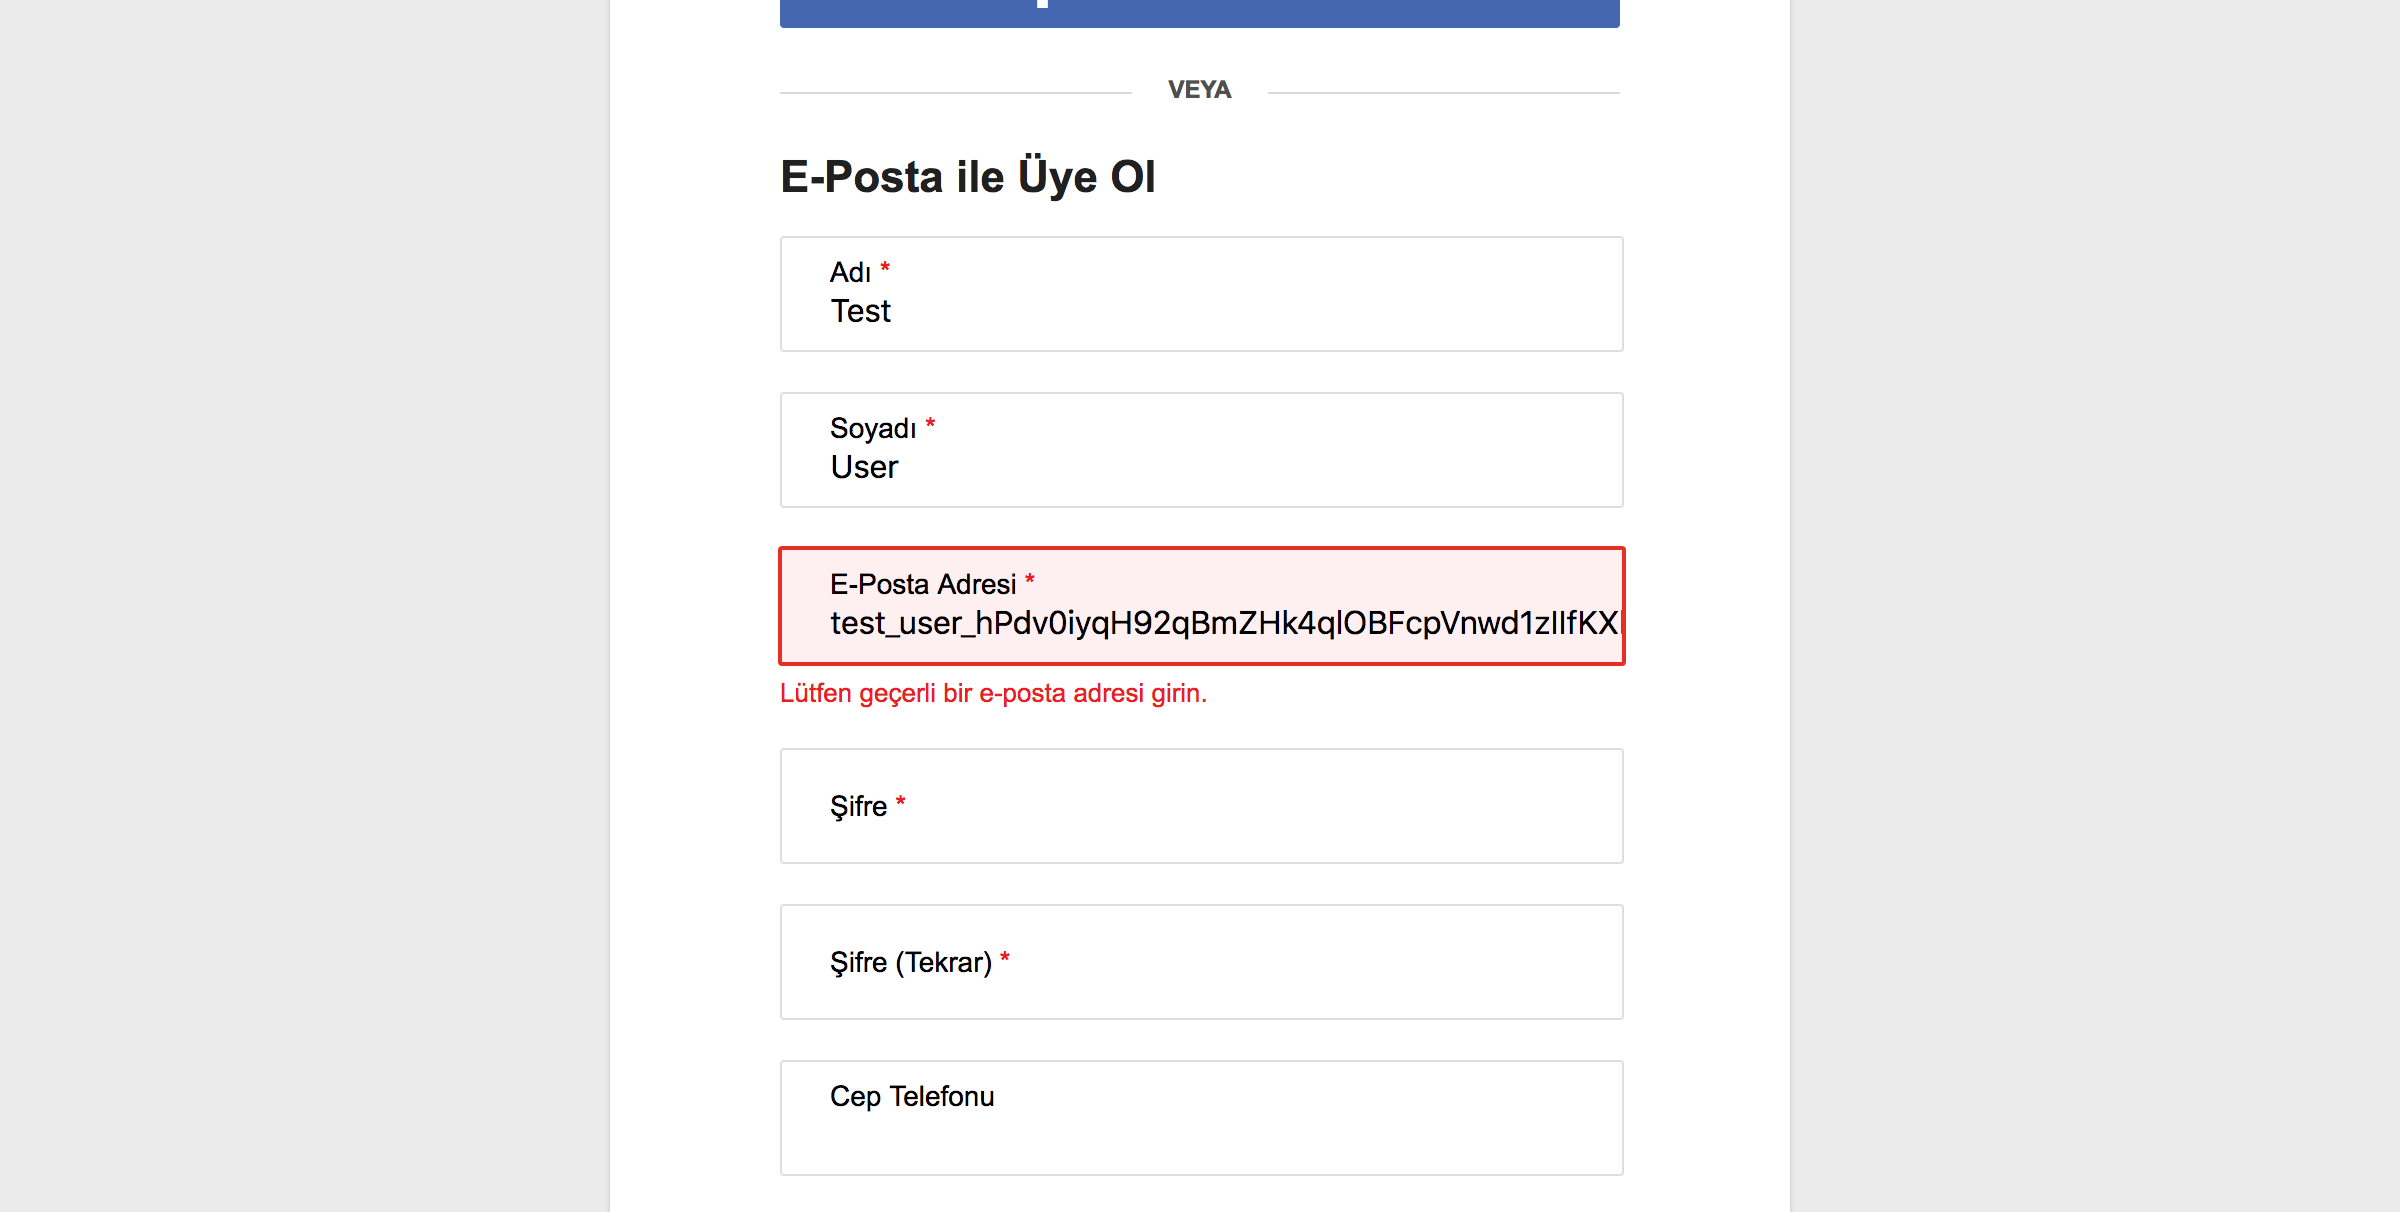 VEYA
E-Posta ile Üye Ol
Adı *
Test
Soyadı *
User
E-Posta Adresi *
test_user_hPdv0iyqH92qBmZHk4qlOBFcpVnwd1zIIfKX
Lütfen geçerli bir e-posta adresi girin.
Şifre *
Şifre (Tekrar) *
Cep Telefonu